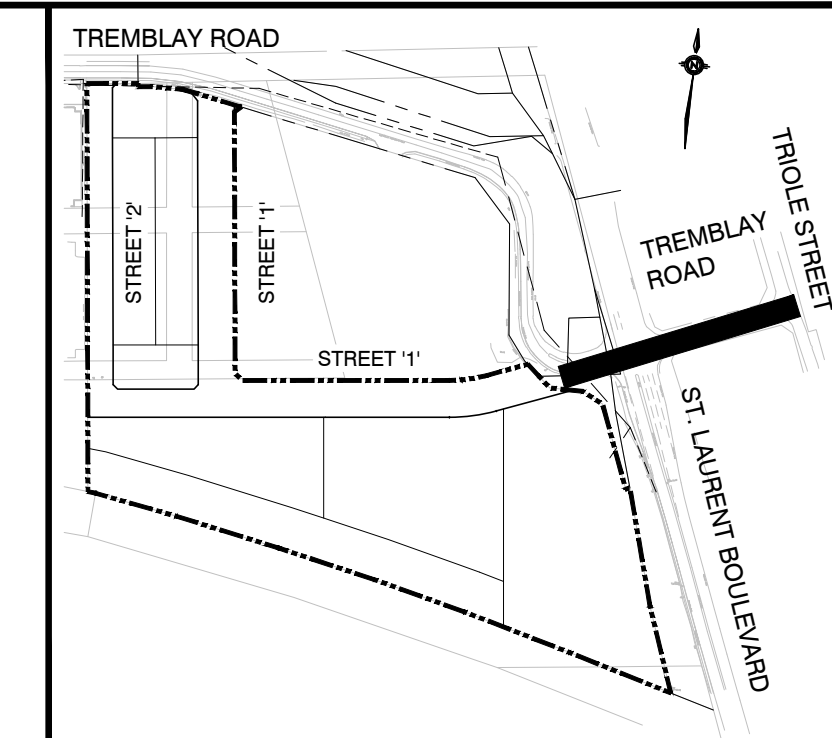 TREMBLAY ROAD
N
TRIOLE STREET
STREET '2'
STREET '1'
TREMBLAY
ROAD
STREET '1'
ST. LAURENT BOULEVARD